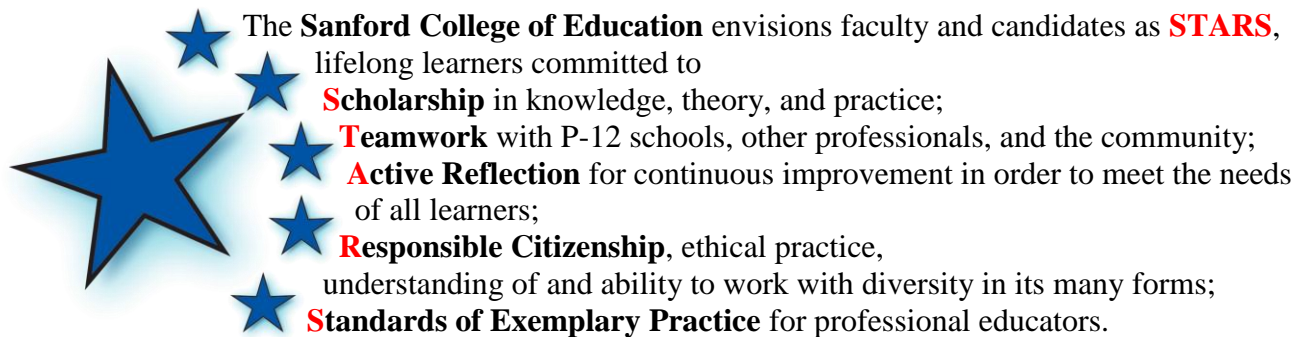 The Sanford College of Education envisions faculty and candidates as STARS,
lifelong learners committed to
Scholarship in knowledge, theory, and practice;
Teamwork with P-12 schools, other professionals, and the community;
Active Reflection for continuous improvement in order to meet the needs
of all learners;
Responsible Citizenship, ethical practice,
understanding of and ability to work with diversity in its many forms;
Standards of Exemplary Practice for professional educators.